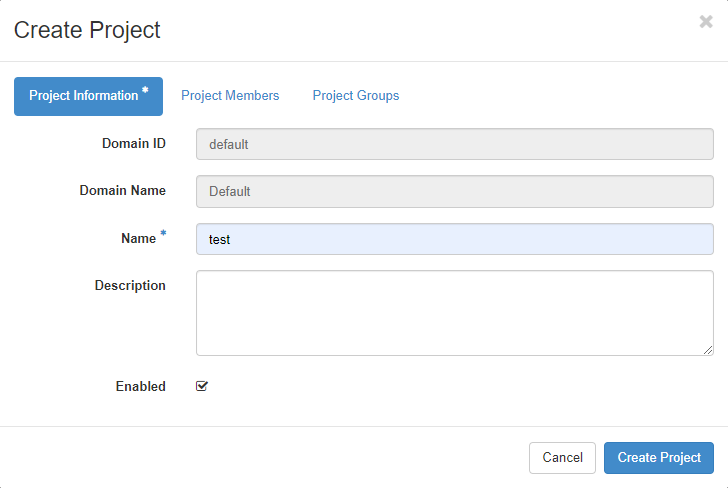 Create Project
×
Project Information *
Project Members
Project Groups
Domain ID
default
Domain Name
Default
Name *
test
Description
Enabled
Cancel
Create Project